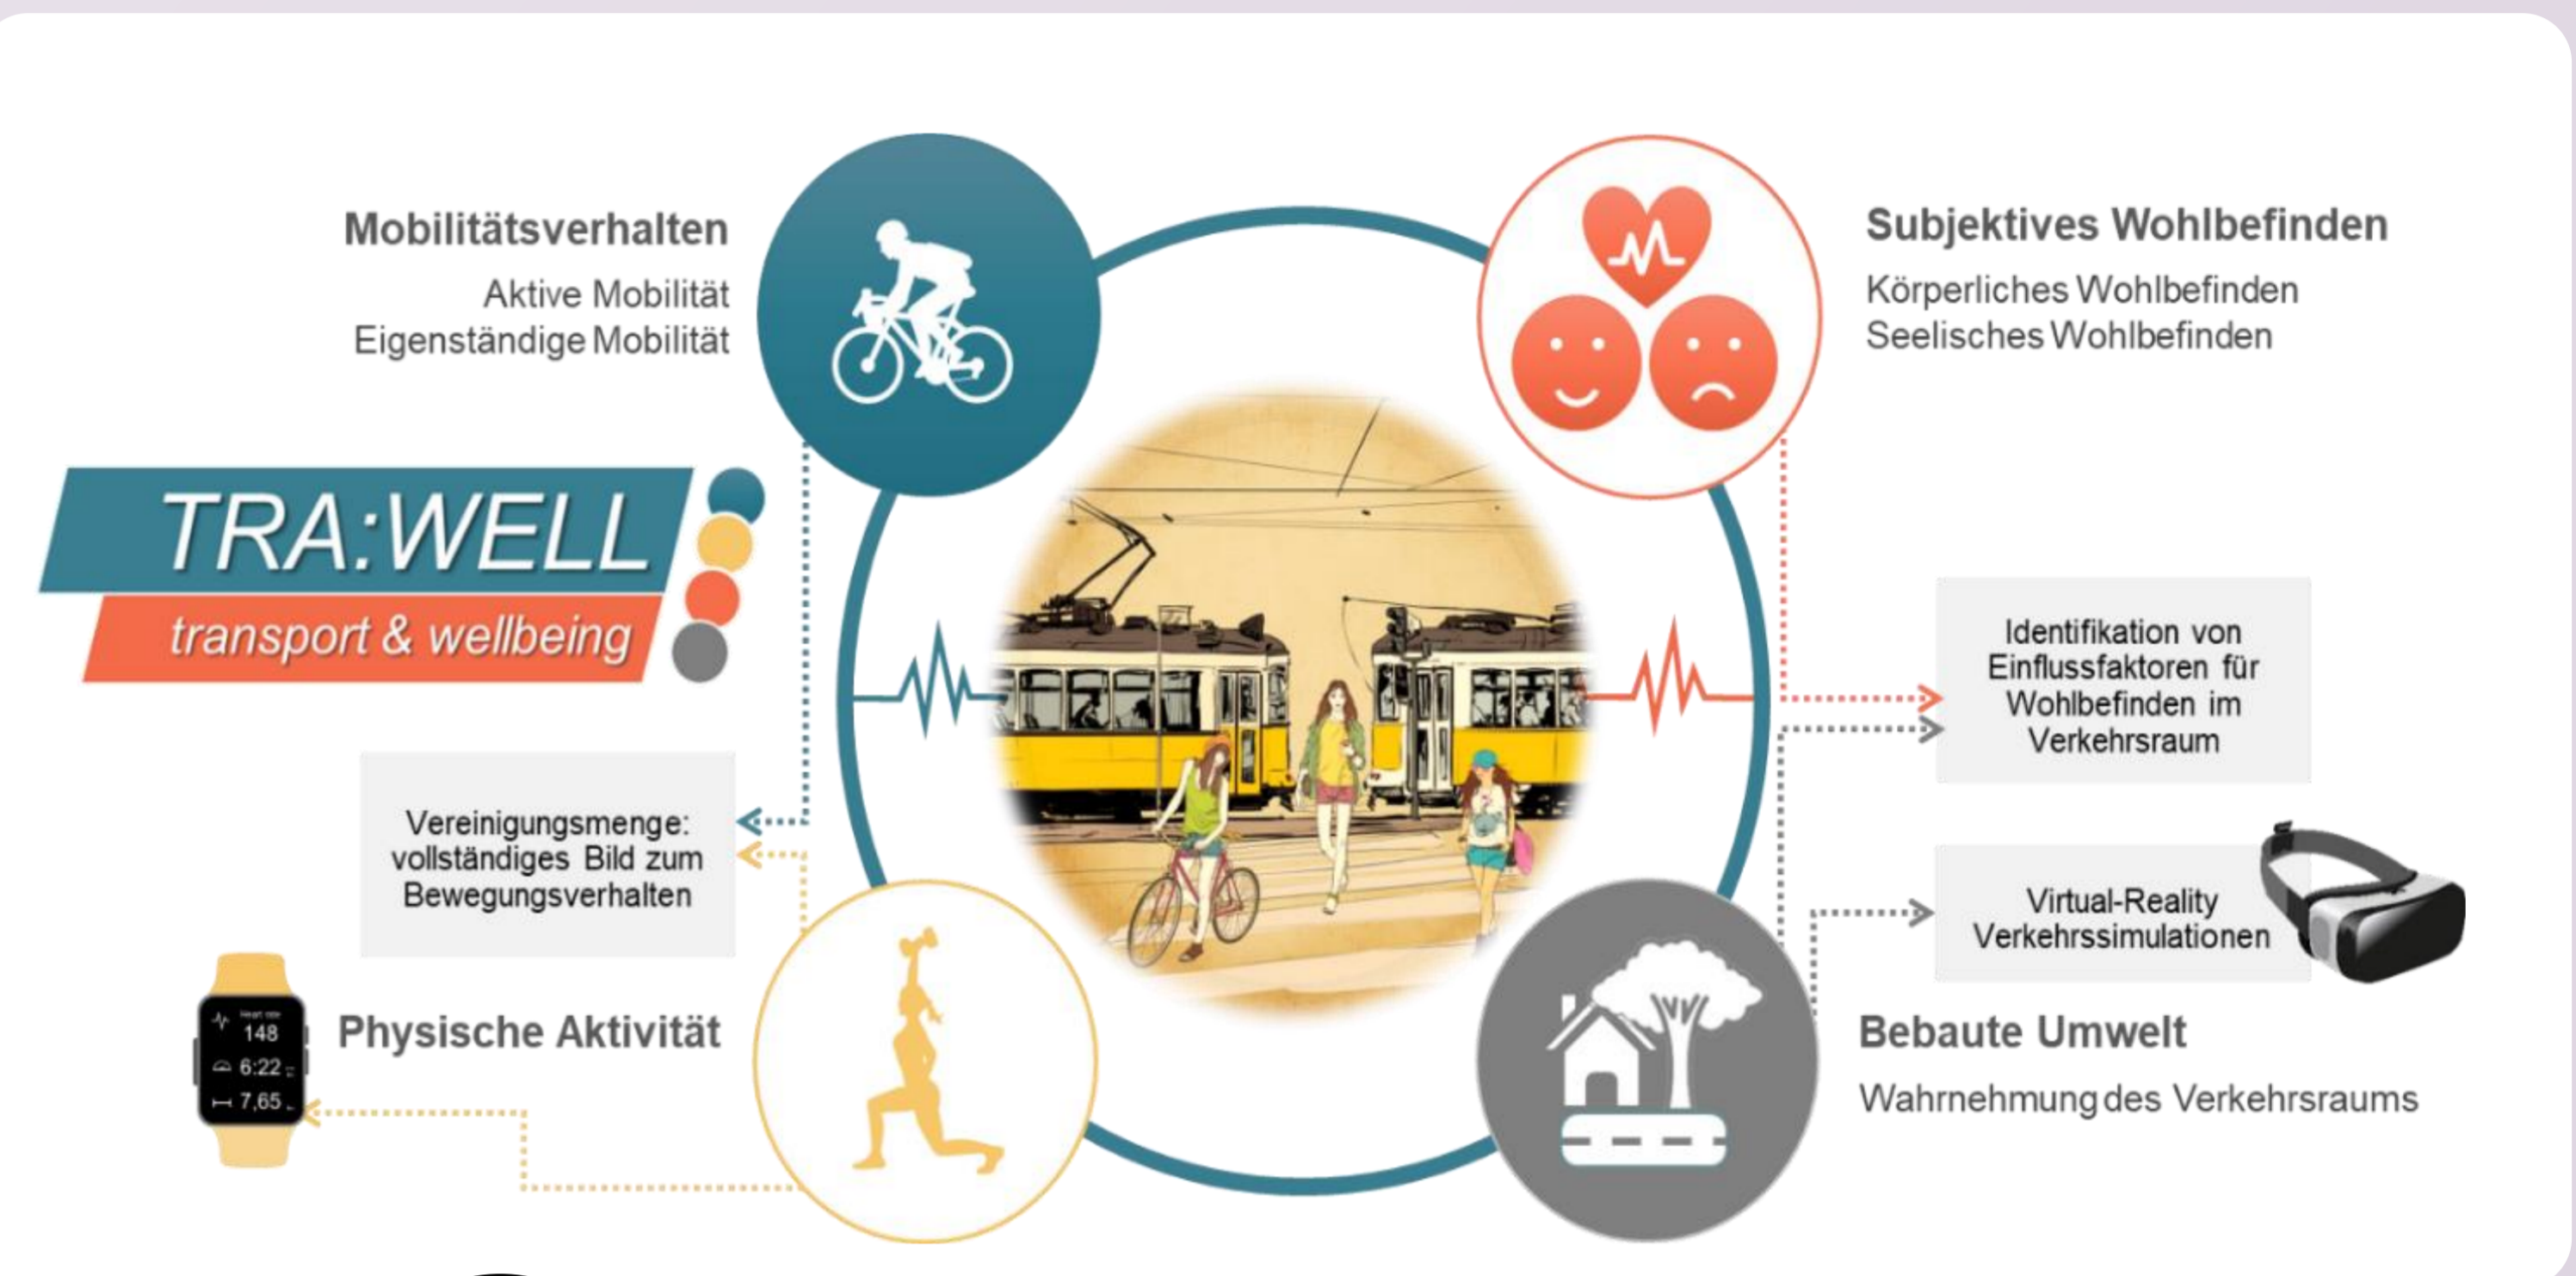 Mobilitätsverhalten
Aktive Mobilität
Eigenständige Mobilität
Subjektives Wohlbefinden
Körperliches Wohlbefinden
Seelisches Wohlbefinden
TRA:WELL
transport & wellbeing
Identifikation von
Einflussfaktoren für
Wohlbefinden im
Verkehrsraum
Vereinigungsmenge:
vollständiges Bild zum
Bewegungsverhalten
Virtual-Reality
Verkehrssimulationen
Heart rate
148
6:22
7,65
Physische Aktivität
Bebaute Umwelt
Wahrnehmung des Verkehrsraums